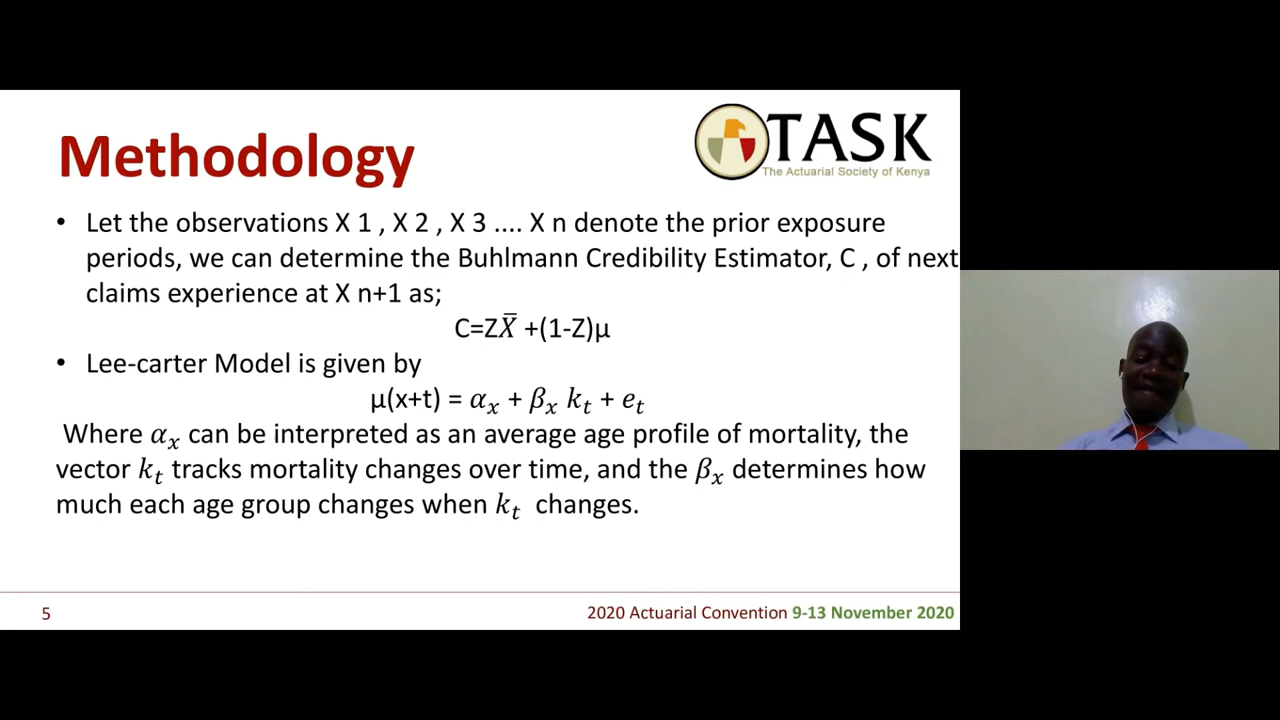 TASK
The Actuarial Society of Kenya
Methodology
• Let the observations X 1 , X 2 , X 3 .... X n denote the prior exposure
periods, we can determine the Buhlmann Credibility Estimator, C , of next
claims experience at X n+1 as;
C=ZX̅ +(1-Z)µ
• Lee-carter Model is given by
µ(x+t) = αₓ + βₓ kₜ + eₜ
Where αₓ can be interpreted as an average age profile of mortality, the
vector kₜ tracks mortality changes over time, and the βₓ determines how
much each age group changes when kₜ changes.
5
2020 Actuarial Convention 9-13 November 2020